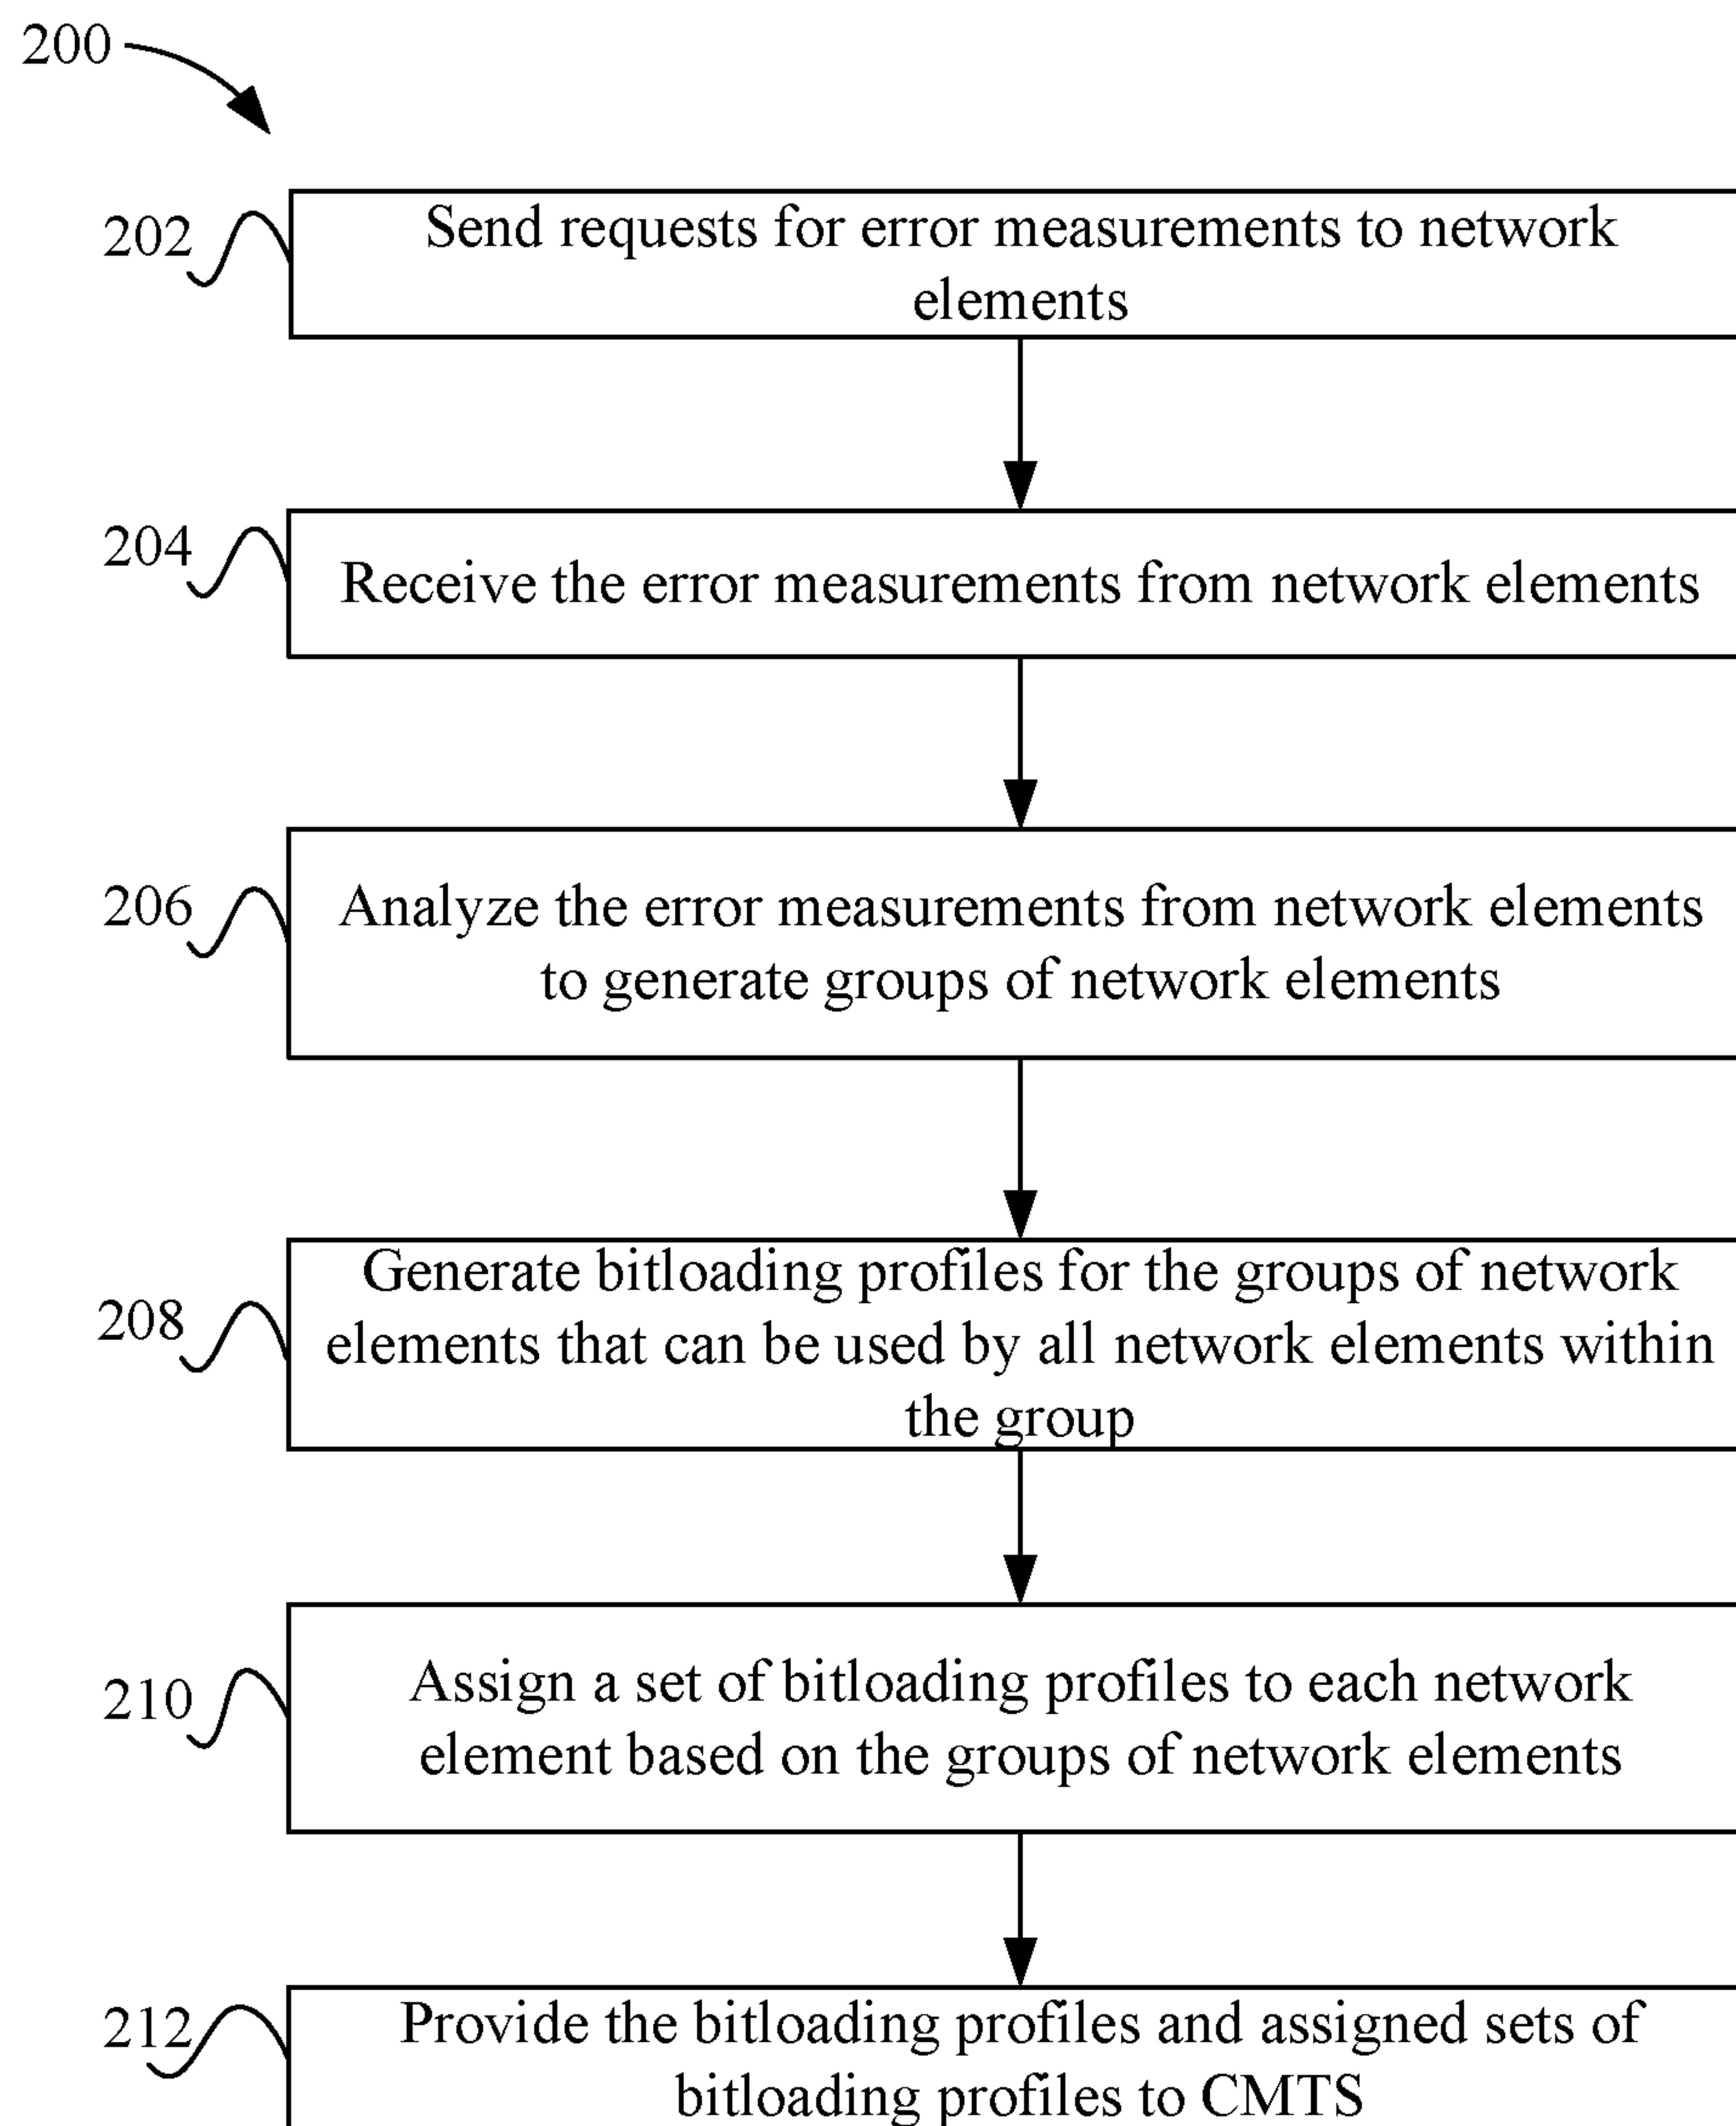 200
202
Send requests for error measurements to network
elements
204
Receive the error measurements from network elements
206
Analyze the error measurements from network elements
to generate groups of network elements
208
Generate bitloading profiles for the groups of network
elements that can be used by all network elements within
the group
210
Assign a set of bitloading profiles to each network
element based on the groups of network elements
212
Provide the bitloading profiles and assigned sets of
bitloading profiles to CMTS